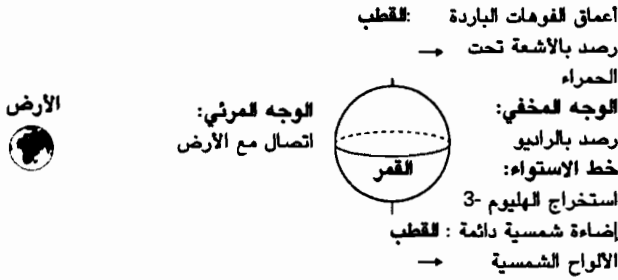 أعماق الفوهات الباردة :القطب
رصد بالأشعة تحت
الحمراء
الوجه المخفي:
رصد بالراديو
خط الاستواء:
استخراج الهليوم -3
إضاءة شمسية دائمة : القطب
الألواح الشمسية
القمر
الوجه المرئي:
اتصال مع الأرض
الأرض